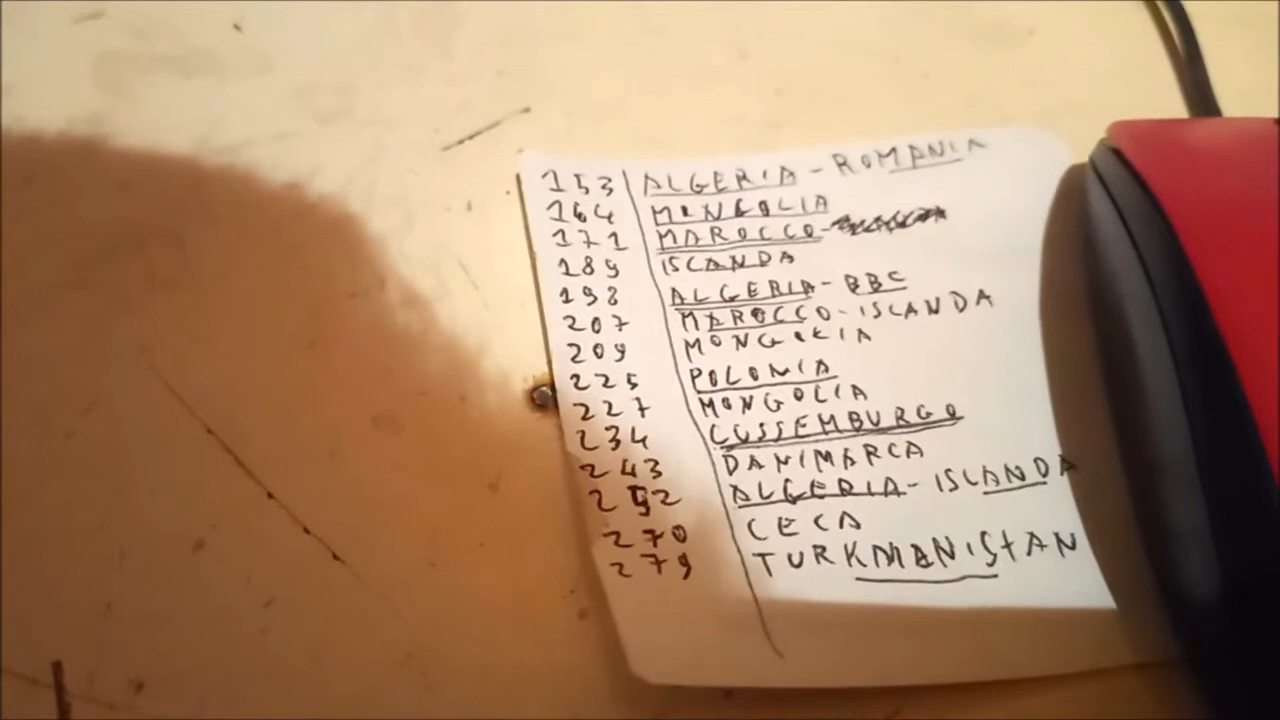 153 ALGERIA - ROMANIA
164 MONGOLIA
171 MAROCCO -
189 ISLANDA
198 ALGERIA - BBC
207 MAROCCO - ISLANDA
209 MONGOLIA
225 POLONIA
227 MONGOLIA
234 LUSSEMBURGO
243 DANIMARCA
252 ALGERIA - ISLANDA
270 CECA
279 TURKMANISTAN